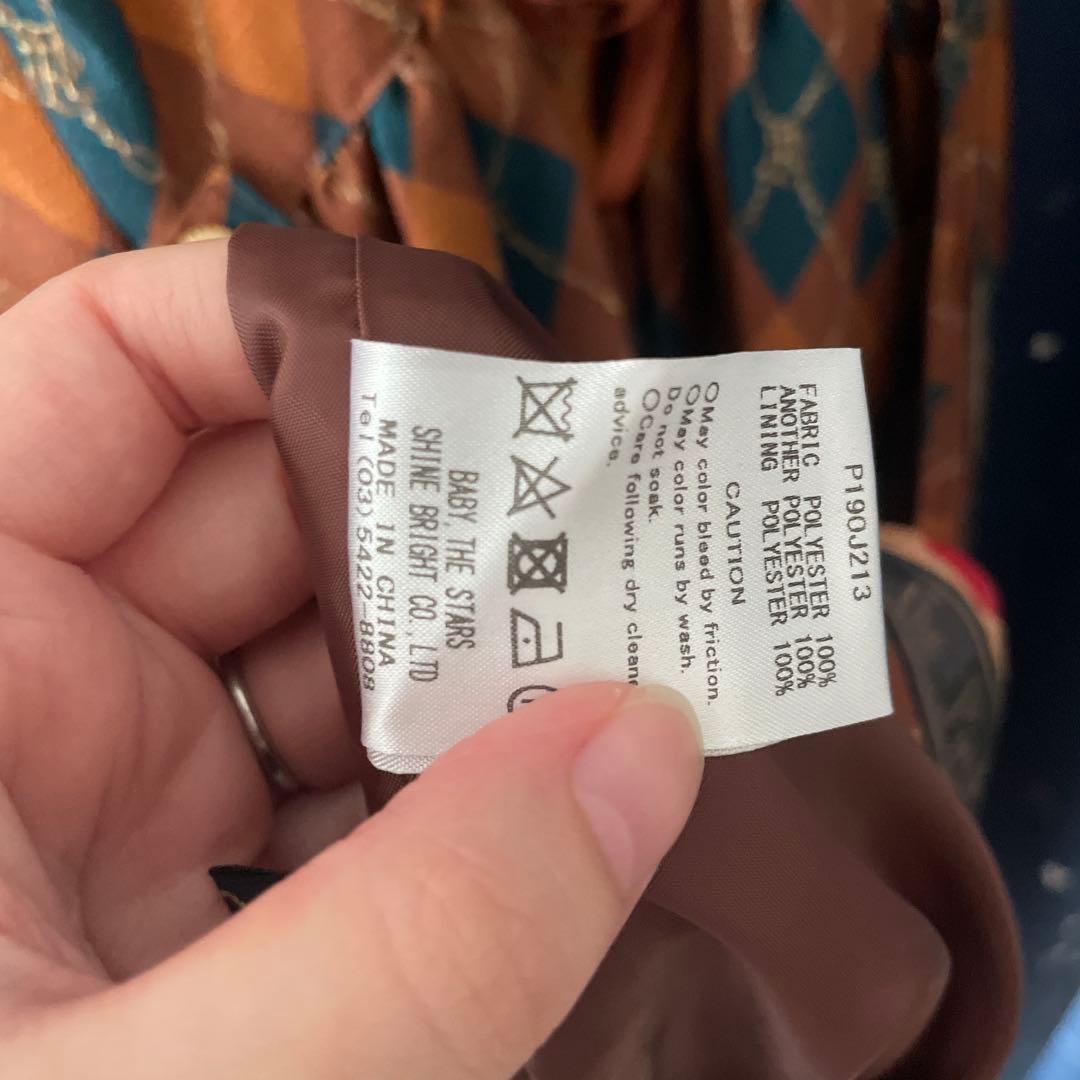 P190J213
FABRIC POLYESTER 100%
ANOTHER POLYESTER 100%
LINING POLYESTER 100%
CAUTION
○May color bleed by friction.
○May color runs by wash.
Do not soak.
○Care following dry cleane
advice.
BABY, THE STARS
SHINE BRIGHT CO.,LTD
MADE IN CHINA
Tel (03)5422-8808